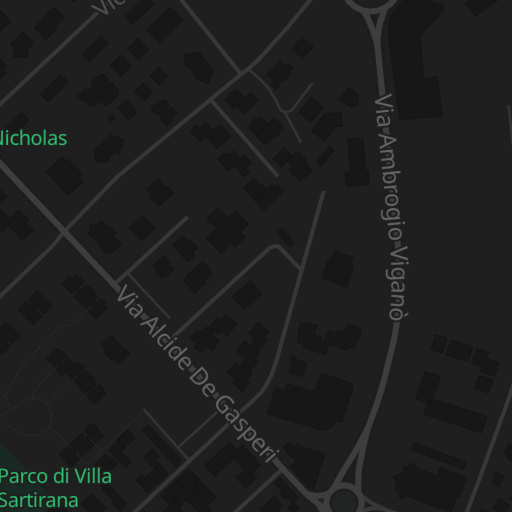 Nicholas
Via Ambrogio Viganò
Via Alcide De Gasperi
Parco di Villa
Sartirana